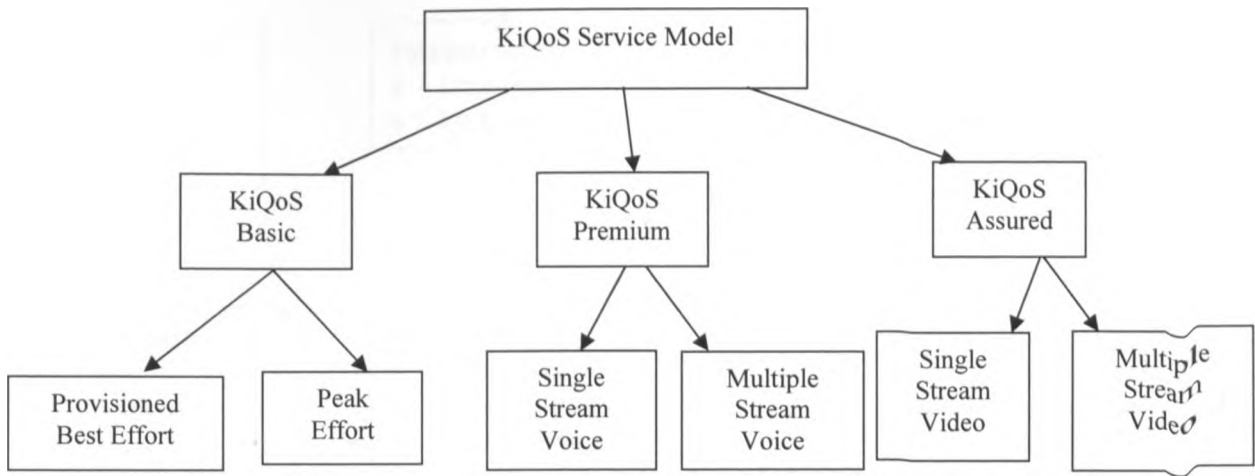 KiQoS Service Model
KiQoS
Basic
KiQoS
Premium
KiQoS
Assured
Provisioned
Best Effort
Peak
Effort
Single
Stream
Voice
Multiple
Stream
Voice
Single
Stream
Video
Multiple
Stream
Video